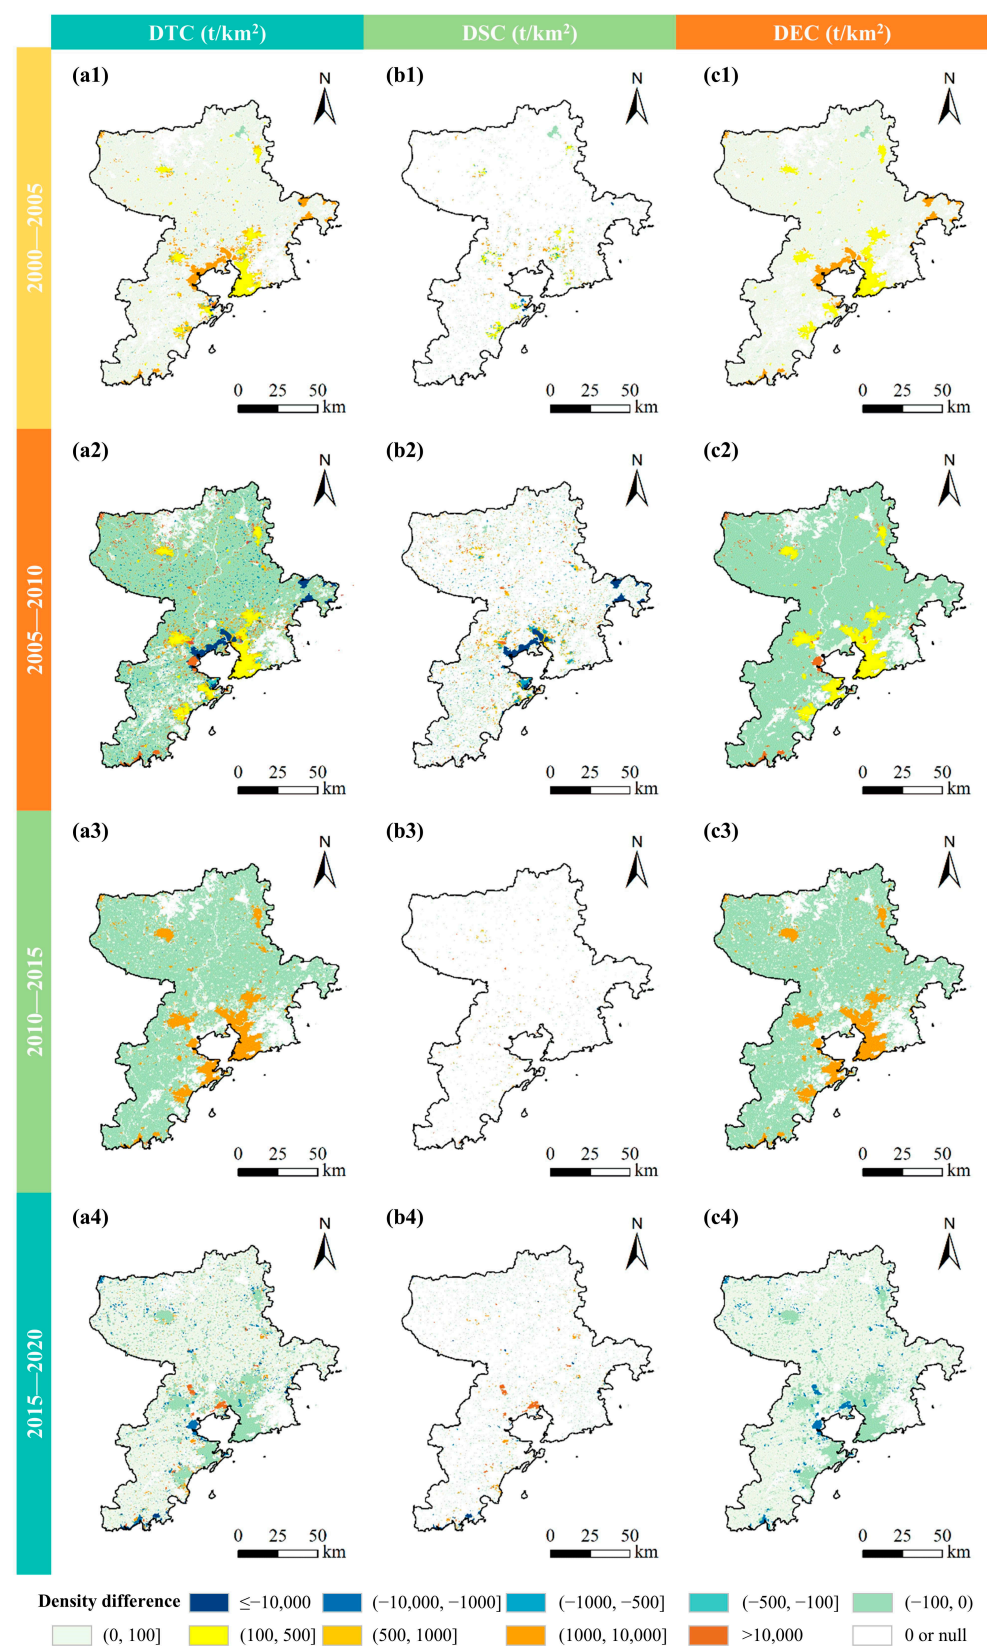 DTC (t/km²) DSC (t/km²) DEC (t/km²)
2000—2005
(a1) (b1) (c1)
N N N
0 25 50 km 0 25 50 km 0 25 50 km
2005—2010
(a2) (b2) (c2)
N N N
0 25 50 km 0 25 50 km 0 25 50 km
2010—2015
(a3) (b3) (c3)
N N N
0 25 50 km 0 25 50 km 0 25 50 km
2015—2020
(a4) (b4) (c4)
N N N
0 25 50 km 0 25 50 km 0 25 50 km
Density difference ≤−10,000 (−10,000, −1000] (−1000, −500] (−500, −100] (−100, 0)
(0, 100] (100, 500] (500, 1000] (1000, 10,000] >10,000 0 or null